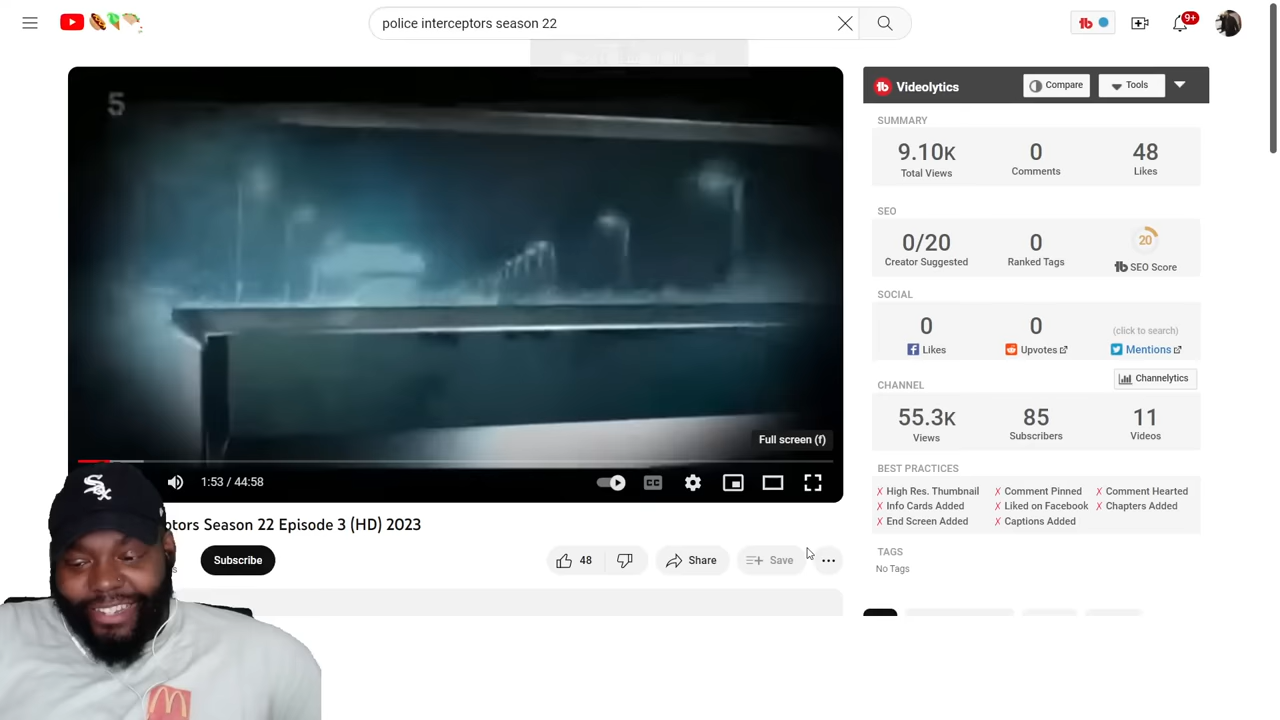 police interceptors season 22
9+
5
Full screen (f)
1:53 / 44:58
CC
ptors Season 22 Episode 3 (HD) 2023
Subscribe
48
Share
Save
Sox
tb Videolytics
Compare
Tools
SUMMARY
9.10K
0
48
Total Views
Comments
Likes
SEO
0/20
0
20
Creator Suggested
Ranked Tags
tb SEO Score
SOCIAL
0
0
(click to search)
Likes
Upvotes
Mentions
CHANNEL
Channelytics
55.3K
85
11
Views
Subscribers
Videos
BEST PRACTICES
X High Res. Thumbnail
X Comment Pinned
X Comment Hearted
X Info Cards Added
X Liked on Facebook
X Chapters Added
X End Screen Added
X Captions Added
TAGS
No Tags